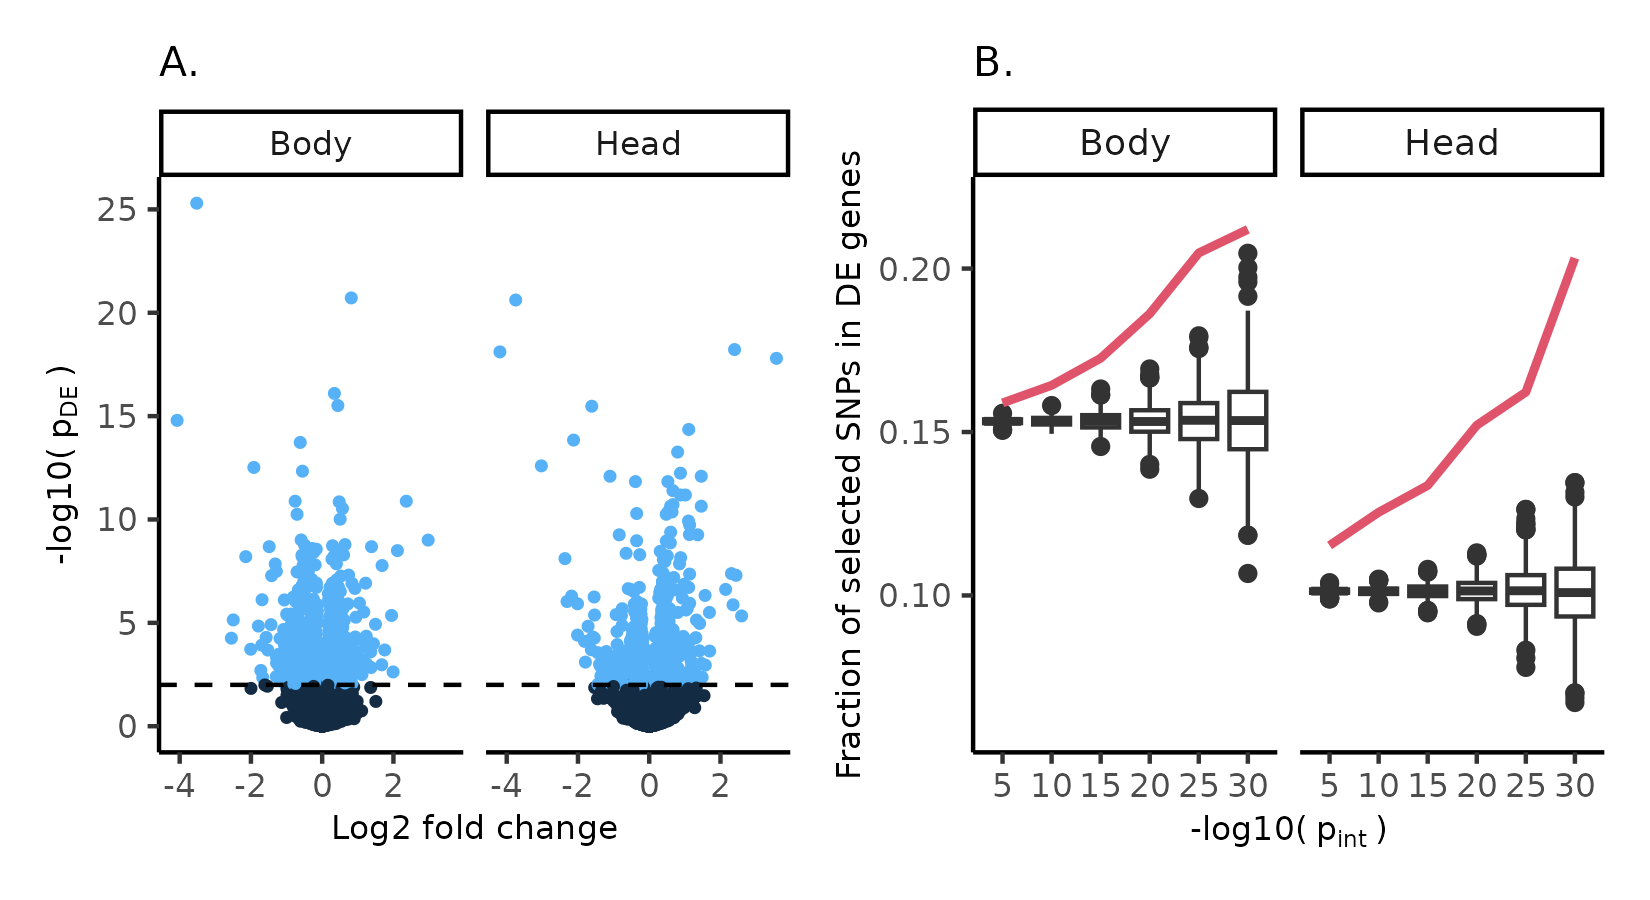 A.
Body Head
-log10( pDE )
25
20
15
10
5
0
-4 -2 0 2 -4 -2 0 2
Log2 fold change
B.
Body Head
Fraction of selected SNPs in DE genes
0.20
0.15
0.10
5 10 15 20 25 30 5 10 15 20 25 30
-log10( pint )